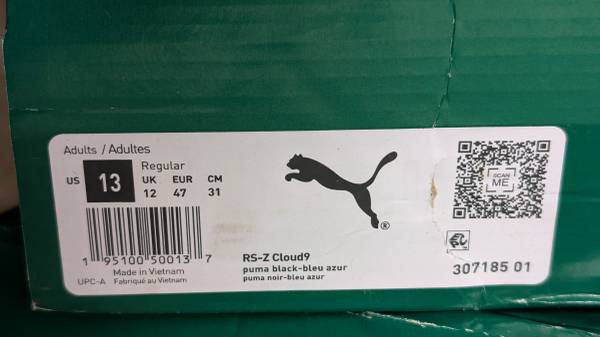 Adults / Adultes
Regular
US 13 UK EUR CM
12 47 31
1 95100 50013 7
Made in Vietnam
UPC-A Fabriqué au Vietnam
®
RS-Z Cloud9
puma black-bleu azur
puma noir-bleu azur
SCAN
ME
307185 01